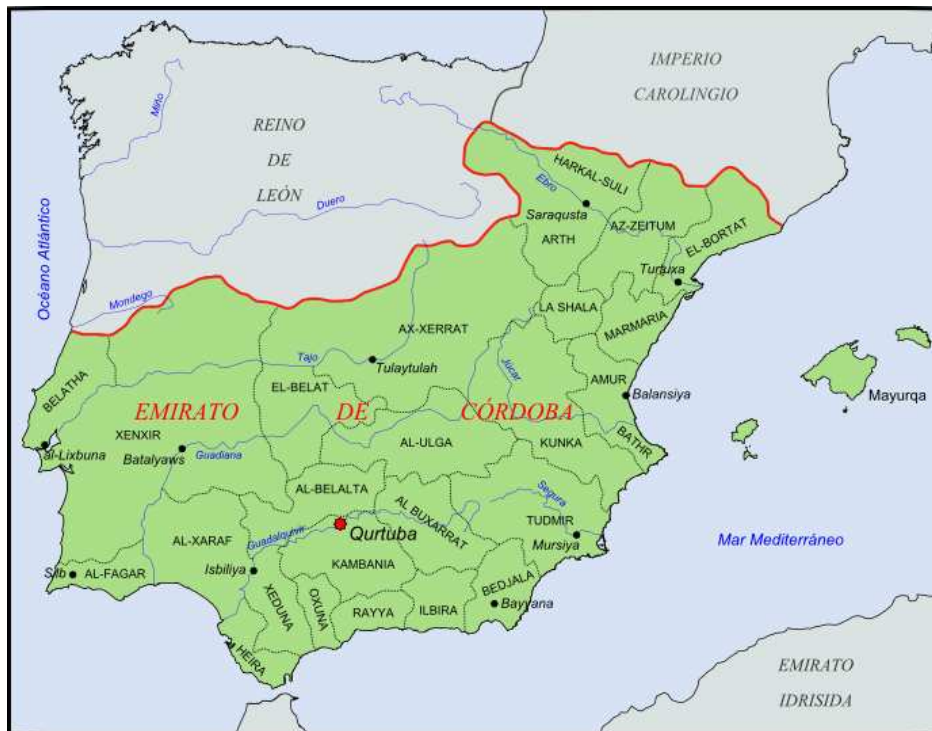 IMPERIO
CAROLINGIO
Miño
REINO
DE
LEÓN
HARKAL-SULI
Ebro
Duero
Saraqusta
AZ-ZEITUM
ARTH
EL-BORTAT
Océano Atlántico
Turtuxa
Mondego
LA SHALA
MARMARIA
AX-XERRAT
Tajo
Tulaytulah
Júcar
EL-BELAT
BELATHA
AMUR
Balansiya
Mayurqa
EMIRATO DE CÓRDOBA
XENXIR
al-Lixbuna
Batalyaws
Guadiana
AL-ULGA
KUNKA
BATHR
AL-BELALTA
AL BUXARRAT
Segura
TUDMIR
Mursiya
Guadalquivir
Qurtuba
AL-XARAF
KAMBANIA
Mar Mediterráneo
Silb
AL-FAGAR
Isbiliya
XEDUNA
OXUNA
RAYYA
ILBIRA
BEDJALA
Bayyana
HEIRA
EMIRATO
IDRISIDA